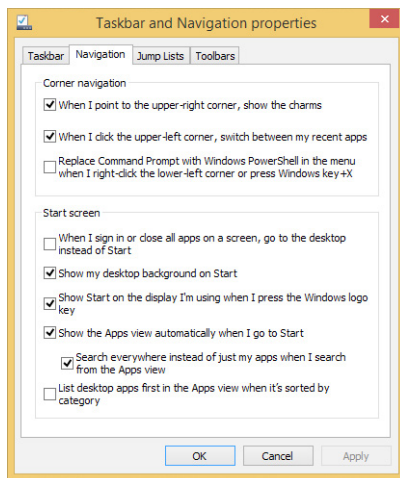 Taskbar and Navigation properties
Taskbar Navigation Jump Lists Toolbars
Corner navigation
When I point to the upper-right corner, show the charms
When I click the upper-left corner, switch between my recent apps
Replace Command Prompt with Windows PowerShell in the menu
when I right-click the lower-left corner or press Windows key+X
Start screen
When I sign in or close all apps on a screen, go to the desktop
instead of Start
Show my desktop background on Start
Show Start on the display I'm using when I press the Windows logo
key
Show the Apps view automatically when I go to Start
Search everywhere instead of just my apps when I search
from the Apps view
List desktop apps first in the Apps view when it's sorted by
category
OK Cancel Apply